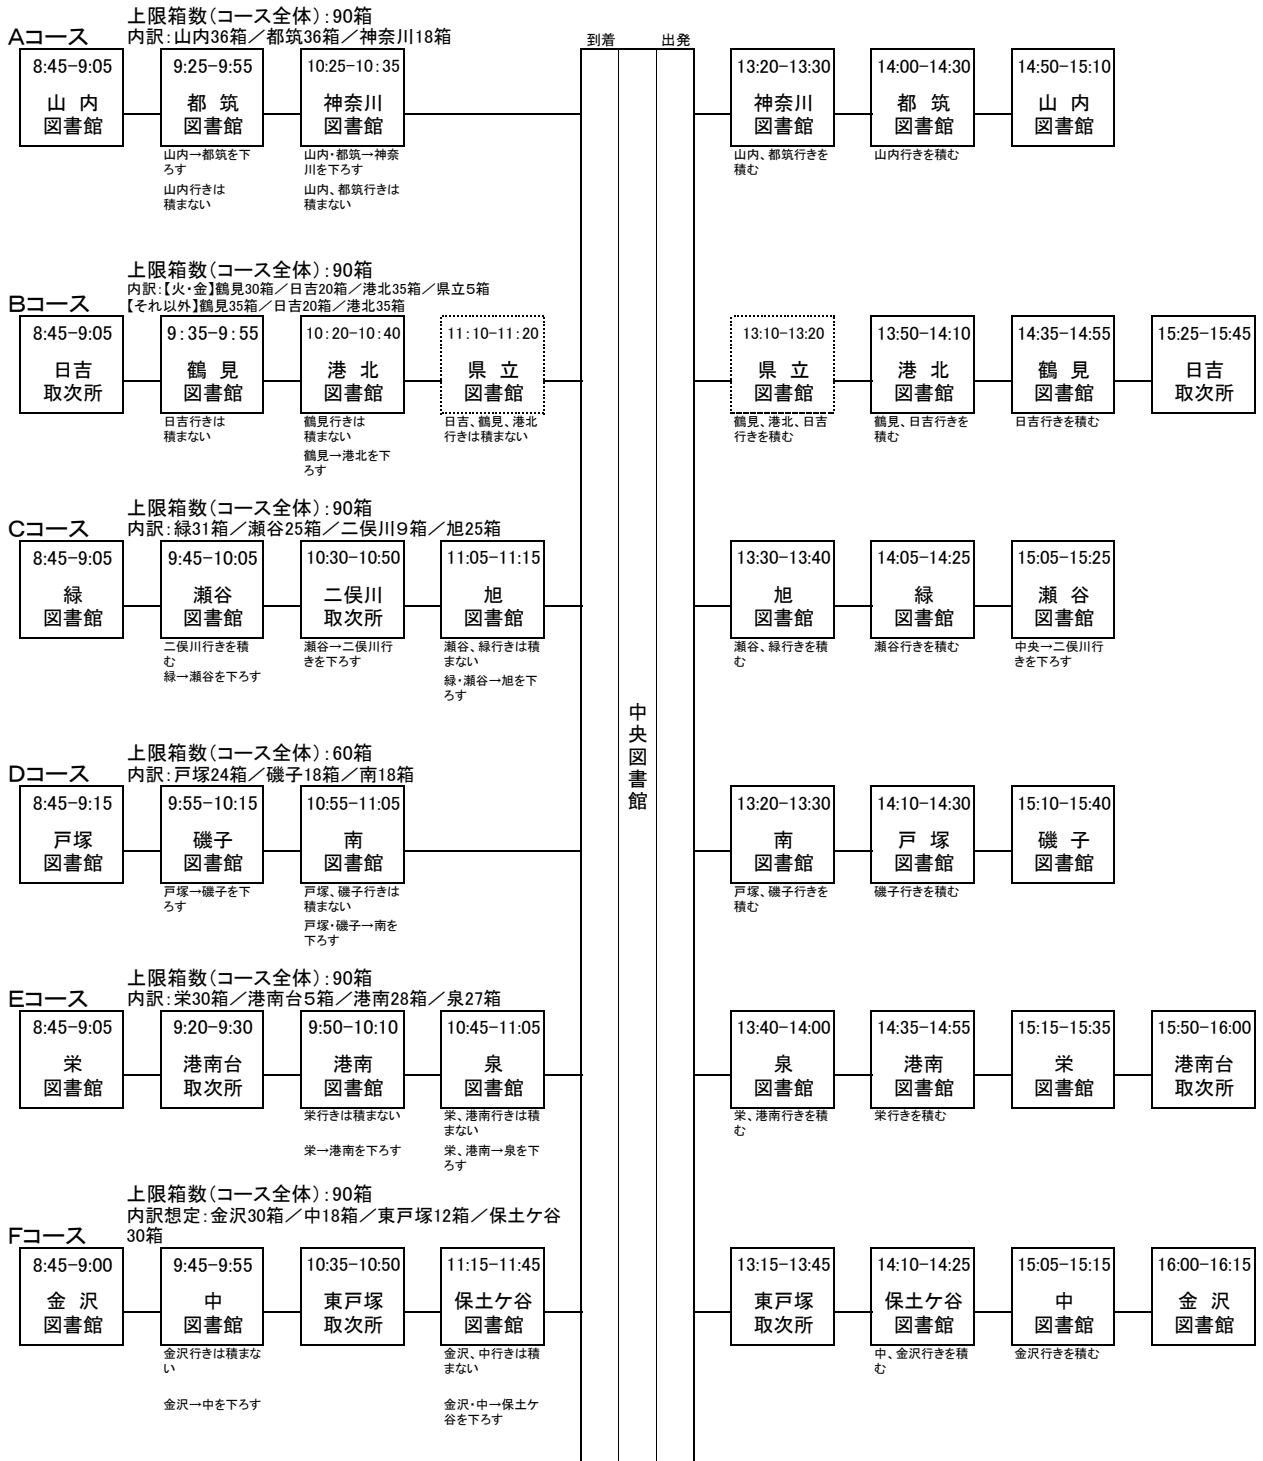 上限箱数(コース全体):90箱
Aコース 内訳:山内36箱/都筑36箱/神奈川18箱
到着 出発
8:45-9:05 9:25-9:55 10:25-10:35 13:20-13:30 14:00-14:30 14:50-15:10
山 内 都 筑 神奈川 神奈川 都 筑 山 内
図書館 図書館 図書館 図書館 図書館 図書館
山内→都筑を下 山内・都筑→神奈 山内、都筑行きを 山内行きを積む
ろす 川を下ろす 積む
山内行きは 山内、都筑行きは
積まない 積まない
上限箱数(コース全体):90箱
内訳:【火・金】鶴見30箱/日吉20箱/港北35箱/県立5箱
Bコース 【それ以外】鶴見35箱/日吉20箱/港北35箱
8:45-9:05 9:35-9:55 10:20-10:40 11:10-11:20 13:10-13:20 13:50-14:10 14:35-14:55 15:25-15:45
日吉 鶴 見 港 北 県 立 県 立 港 北 鶴 見 日吉
取次所 図書館 図書館 図書館 図書館 図書館 図書館 取次所
日吉行きは 鶴見行きは 日吉、鶴見、港北 鶴見、港北、日吉 鶴見、日吉行きを 日吉行きを積む
積まない 積まない 行きは積まない 行きを積む 積む
鶴見→港北を下
ろす
上限箱数(コース全体):90箱
Cコース 内訳:緑31箱/瀬谷25箱/二俣川9箱/旭25箱
8:45-9:05 9:45-10:05 10:30-10:50 11:05-11:15 13:30-13:40 14:05-14:25 15:05-15:25
緑 瀬谷 二俣川 旭 旭 緑 瀬 谷
図書館 図書館 取次所 図書館 図書館 図書館 図書館
二俣川行きを積 瀬谷→二俣川行 瀬谷、緑行きは積 瀬谷、緑行きを積 瀬谷行きを積む 中央→二俣川行
む きを下ろす まない む きを下ろす
緑→瀬谷を下ろす 緑・瀬谷→旭を下
ろす
中央図書館
上限箱数(コース全体):60箱
Dコース 内訳:戸塚24箱/磯子18箱/南18箱
8:45-9:15 9:55-10:15 10:55-11:05 13:20-13:30 14:10-14:30 15:10-15:40
戸塚 磯子 南 南 戸 塚 磯 子
図書館 図書館 図書館 図書館 図書館 図書館
戸塚→磯子を下 戸塚、磯子行きは 戸塚、磯子行きを 磯子行きを積む
ろす 積まない 積む
戸塚・磯子→南を
下ろす
上限箱数(コース全体):90箱
Eコース 内訳:栄30箱/港南台5箱/港南28箱/泉27箱
8:45-9:05 9:20-9:30 9:50-10:10 10:45-11:05 13:40-14:00 14:35-14:55 15:15-15:35 15:50-16:00
栄 港南台 港南 泉 泉 港南 栄 港南台
図書館 取次所 図書館 図書館 図書館 図書館 図書館 取次所
栄行きは積まない 栄、港南行きは積 栄、港南行きを積 栄行きを積む
まない む
栄→港南を下ろす 栄、港南→泉を下
ろす
上限箱数(コース全体):90箱
内訳想定:金沢30箱/中18箱/東戸塚12箱/保土ケ谷
Fコース 30箱
8:45-9:00 9:45-9:55 10:35-10:50 11:15-11:45 13:15-13:45 14:10-14:25 15:05-15:15 16:00-16:15
金 沢 中 東戸塚 保土ケ谷 東戸塚 保土ケ谷 中 金 沢
図書館 図書館 取次所 図書館 取次所 図書館 図書館 図書館
金沢行きは積まな 金沢、中行きは積 中、金沢行きを積 金沢行きを積む
い まない む
金沢→中を下ろす 金沢・中→保土ケ
谷を下ろす